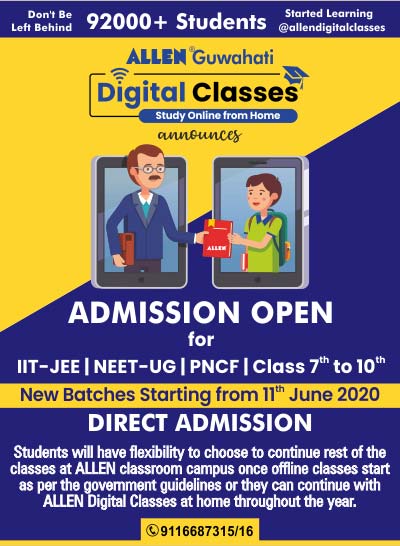 Don't Be
Left Behind
92000+ Students
Started Learning
@allendigitalclasses
ALLEN® Guwahati
Digital Classes
Study Online from Home
announces
ALLEN
ADMISSION OPEN
for
IIT-JEE | NEET-UG | PNCF | Class 7th to 10th
New Batches Starting from 11th June 2020
DIRECT ADMISSION
Students will have flexibility to choose to continue rest of the
classes at ALLEN classroom campus once offline classes start
as per the government guidelines or they can continue with
ALLEN Digital Classes at home throughout the year.
9116687315/16